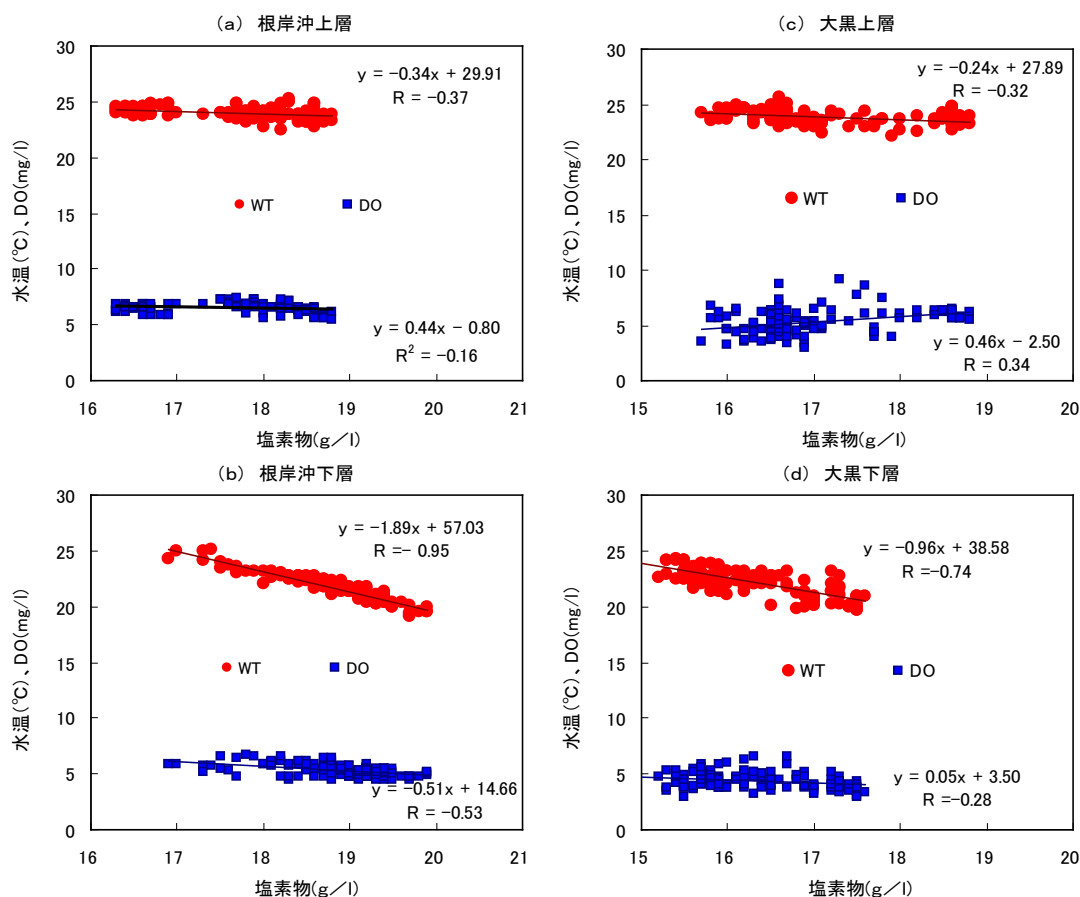 (a) 根岸沖上層
30
25
20
15
10
5
0
水温(℃)、DO(mg/l)
y = -0.34x + 29.91
R = -0.37
WT
DO
y = 0.44x - 0.80
R² = -0.16
16 17 18 19 20 21
塩素物(g/l)
(c) 大黒上層
30
25
20
15
10
5
0
水温(℃)、DO(mg/l)
y = -0.24x + 27.89
R = -0.32
WT
DO
y = 0.46x - 2.50
R = 0.34
15 16 17 18 19 20
塩素物(g/l)
(b) 根岸沖下層
30
25
20
15
10
5
0
水温(℃)、DO(mg/l)
y = -1.89x + 57.03
R =- 0.95
WT
DO
y = -0.51x + 14.66
R = -0.53
16 17 18 19 20 21
塩素物(g/l)
(d) 大黒下層
30
25
20
15
10
5
0
水温(℃)、DO(mg/l)
y = -0.96x + 38.58
R =-0.74
WT
DO
y = 0.05x + 3.50
R =-0.28
15 16 17 18 19 20
塩素物(g/l)